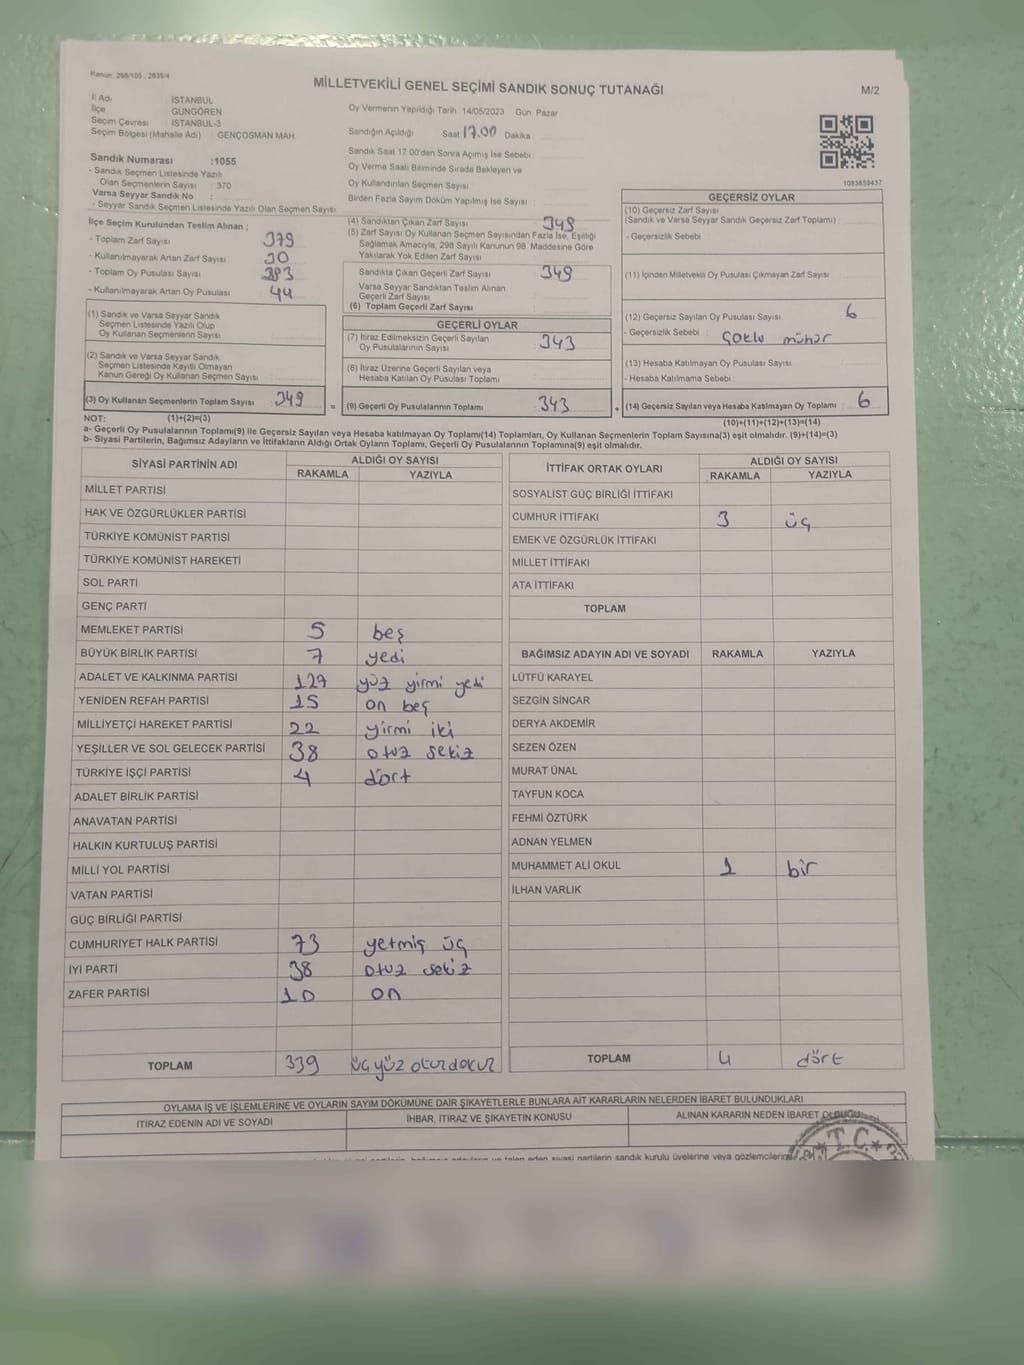 Kanun, 298/105 , 2839/4
MİLLETVEKİLİ GENEL SEÇİMİ SANDIK SONUÇ TUTANAĞI
M/2
İl Adı : İSTANBUL
İlçe : GÜNGÖREN
Seçim Çevresi : İSTANBUL-3
Seçim Bölgesi (Mahalle Adı) : GENÇOSMAN MAH.
Sandık Numarası :1055
- Sandık Seçmen Listesinde Yazılı
Olan Seçmenlerin Sayısı : 370
Varsa Seyyar Sandık No :
- Seyyar Sandık Seçmen Listesinde Yazılı Olan Seçmen Sayısı
Oy Vermenin Yapıldığı Tarih :14/05/2023 Gün: Pazar
Sandığın Açıldığı Saat 17.00 Dakika :
Sandık Saat 17:00'den Sonra Açımış İse Sebebi :
Oy Verme Saati Bitiminde Sırada Bekleyen ve
Oy Kullandırılan Seçmen Sayısı
Birden Fazla Sayım Döküm Yapılmış İse Sayısı :
1083859437
İlçe Seçim Kurulundan Teslim Alınan ;
- Toplam Zarf Sayısı 379
- Kullanılmayarak Artan Zarf Sayısı 30
- Toplam Oy Pusulası Sayısı 393
- Kullanılmayarak Artan Oy Pusulası 44
(1) Sandık ve Varsa Seyyar Sandık
Seçmen Listesinde Yazılı Olup
Oy Kullanan Seçmenlerin Sayısı :
(2) Sandık ve Varsa Seyyar Sandık
Seçmen Listesinde Kayıtlı Olmayan
Kanun Gereği Oy Kullanan Seçmen Sayısı
(3) Oy Kullanan Seçmenlerin Toplam Sayısı : 349
(4) Sandıktan Çıkan Zarf Sayısı 349
(5) Zarf Sayısı Oy Kullanan Seçmen Sayısından Fazla İse, Eşitliği
Sağlamak Amacıyla, 298 Sayılı Kanunun 98. Maddesine Göre
Yakılarak Yok Edilen Zarf Sayısı
Sandıkta Çıkan Geçerli Zarf Sayısı 349
Varsa Seyyar Sandıktan Teslim Alınan
Geçerli Zarf Sayısı
(6) Toplam Geçerli Zarf Sayısı
GEÇERLİ OYLAR
(7) İtiraz Edilmeksizin Geçerli Sayılan
Oy Pusulalarının Sayısı : 343
(8) İtiraz Üzerine Geçerli Sayılan veya
Hesaba Katılan Oy Pusulası Toplamı
= (9) Geçerli Oy Pusulalarının Toplamı : 343
GEÇERSİZ OYLAR
(10) Geçersiz Zarf Sayısı
(Sandık ve Varsa Seyyar Sandık Geçersiz Zarf Toplamı) :
- Geçersizlik Sebebi :
(11) İçinden Milletvekili Oy Pusulası Çıkmayan Zarf Sayısı
(12) Geçersiz Sayılan Oy Pusulası Sayısı : 6
- Geçersizlik Sebebi : Çoklu mühür
(13) Hesaba Katılmayan Oy Pusulası Sayısı :
- Hesaba Katılmama Sebebi :
+ (14) Geçersiz Sayılan veya Hesaba Katılmayan Oy Toplamı : 6
NOT: (1)+(2)=(3)
(10)+(11)+(12)+(13)=(14)
a- Geçerli Oy Pusulalarının Toplamı(9) ile Geçersiz Sayılan veya Hesaba katılmayan Oy Toplamı(14) Toplamları, Oy Kullanan Seçmenlerin Toplam Sayısına(3) eşit olmalıdır. (9)+(14)=(3)
b- Siyasi Partilerin, Bağımsız Adayların ve İttifakların Aldığı Ortak Oyların Toplamı, Geçerli Oy Pusulalarının Toplamına(9) eşit olmalıdır.
SİYASİ PARTİNİN ADI ALDIĞI OY SAYISI
RAKAMLA YAZIYLA
MİLLET PARTİSİ
HAK VE ÖZGÜRLÜKLER PARTİSİ
TÜRKİYE KOMÜNİST PARTİSİ
TÜRKİYE KOMÜNİST HAREKETİ
SOL PARTİ
GENÇ PARTİ
MEMLEKET PARTİSİ 5 beş
BÜYÜK BİRLİK PARTİSİ 7 yedi
ADALET VE KALKINMA PARTİSİ 127 yüz yirmi yedi
YENİDEN REFAH PARTİSİ 15 on beş
MİLLİYETÇİ HAREKET PARTİSİ 22 yirmi iki
YEŞİLLER VE SOL GELECEK PARTİSİ 38 otuz sekiz
TÜRKİYE İŞÇİ PARTİSİ 4 dört
ADALET BİRLİK PARTİSİ
ANAVATAN PARTİSİ
HALKIN KURTULUŞ PARTİSİ
MİLLİ YOL PARTİSİ
VATAN PARTİSİ
GÜÇ BİRLİĞİ PARTİSİ
CUMHURİYET HALK PARTİSİ 73 yetmiş üç
İYİ PARTİ 38 otuz sekiz
ZAFER PARTİSİ 10 on
TOPLAM 339 üçyüz otuzdokuz
İTTİFAK ORTAK OYLARI ALDIĞI OY SAYISI
RAKAMLA YAZIYLA
SOSYALİST GÜÇ BİRLİĞİ İTTİFAKI
CUMHUR İTTİFAKI 3 üç
EMEK VE ÖZGÜRLÜK İTTİFAKI
MİLLET İTTİFAKI
ATA İTTİFAKI
TOPLAM
BAĞIMSIZ ADAYIN ADI VE SOYADI RAKAMLA YAZIYLA
LÜTFÜ KARAYEL
SEZGİN SİNCAR
DERYA AKDEMİR
SEZEN ÖZEN
MURAT ÜNAL
TAYFUN KOCA
FEHMİ ÖZTÜRK
ADNAN YELMEN
MUHAMMET ALİ OKUL 1 bir
İLHAN VARLIK
TOPLAM 4 dört
OYLAMA İŞ VE İŞLEMLERİNE VE OYLARIN SAYIM DÖKÜMÜNE DAİR ŞİKAYETLERLE BUNLARA AİT KARARLARIN NELERDEN İBARET BULUNDUKLARI
İTİRAZ EDENİN ADI VE SOYADI İHBAR, İTİRAZ VE ŞİKAYETİN KONUSU ALINAN KARARIN NEDEN İBARET OLDUĞU
T.C.